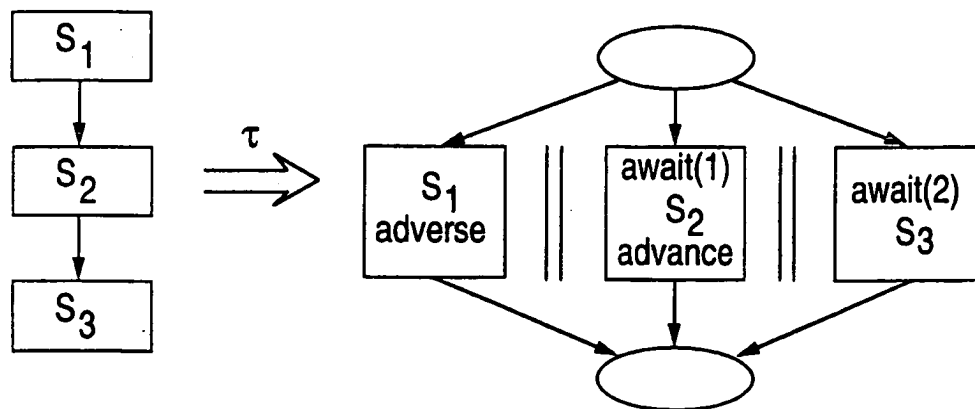 S1
S2
S3
τ
S1
adverse
await(1)
S2
advance
await(2)
S3